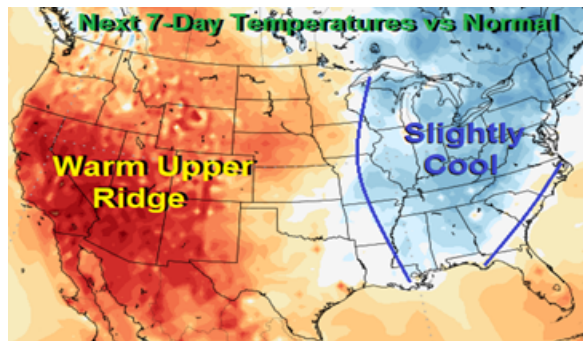 Next 7-Day Temperatures vs Normal
Slightly
Cool
Warm Upper
Ridge